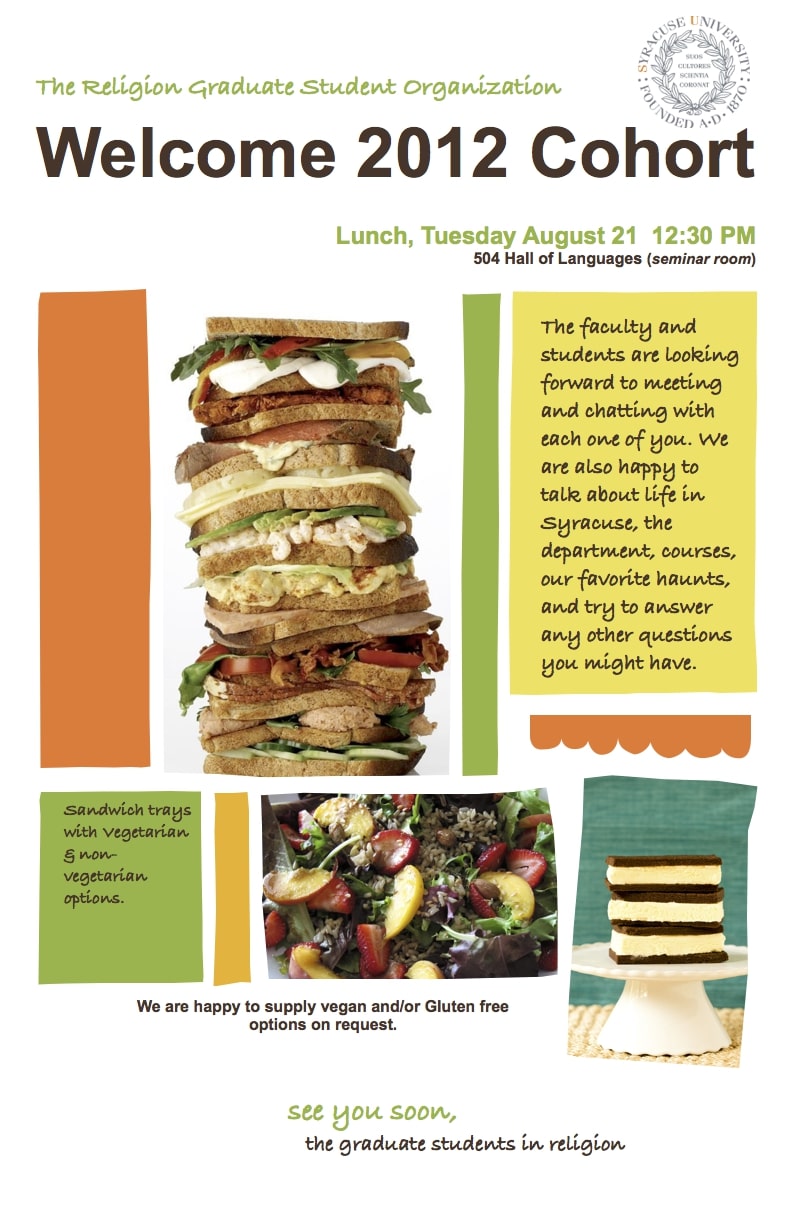 SYRACUSE UNIVERSITY
FOUNDED A·D· 1870
SUOS
CULTORES
SCIENTIA
CORONAT
The Religion Graduate Student Organization
Welcome 2012 Cohort
Lunch, Tuesday August 21 12:30 PM
504 Hall of Languages (seminar room)
The faculty and
students are looking
forward to meeting
and chatting with
each one of you. We
are also happy to
talk about life in
Syracuse, the
department, courses,
our favorite haunts,
and try to answer
any other questions
you might have.
Sandwich trays
with Vegetarian
& non-
vegetarian
options.
We are happy to supply vegan and/or Gluten free
options on request.
see you soon,
the graduate students in religion